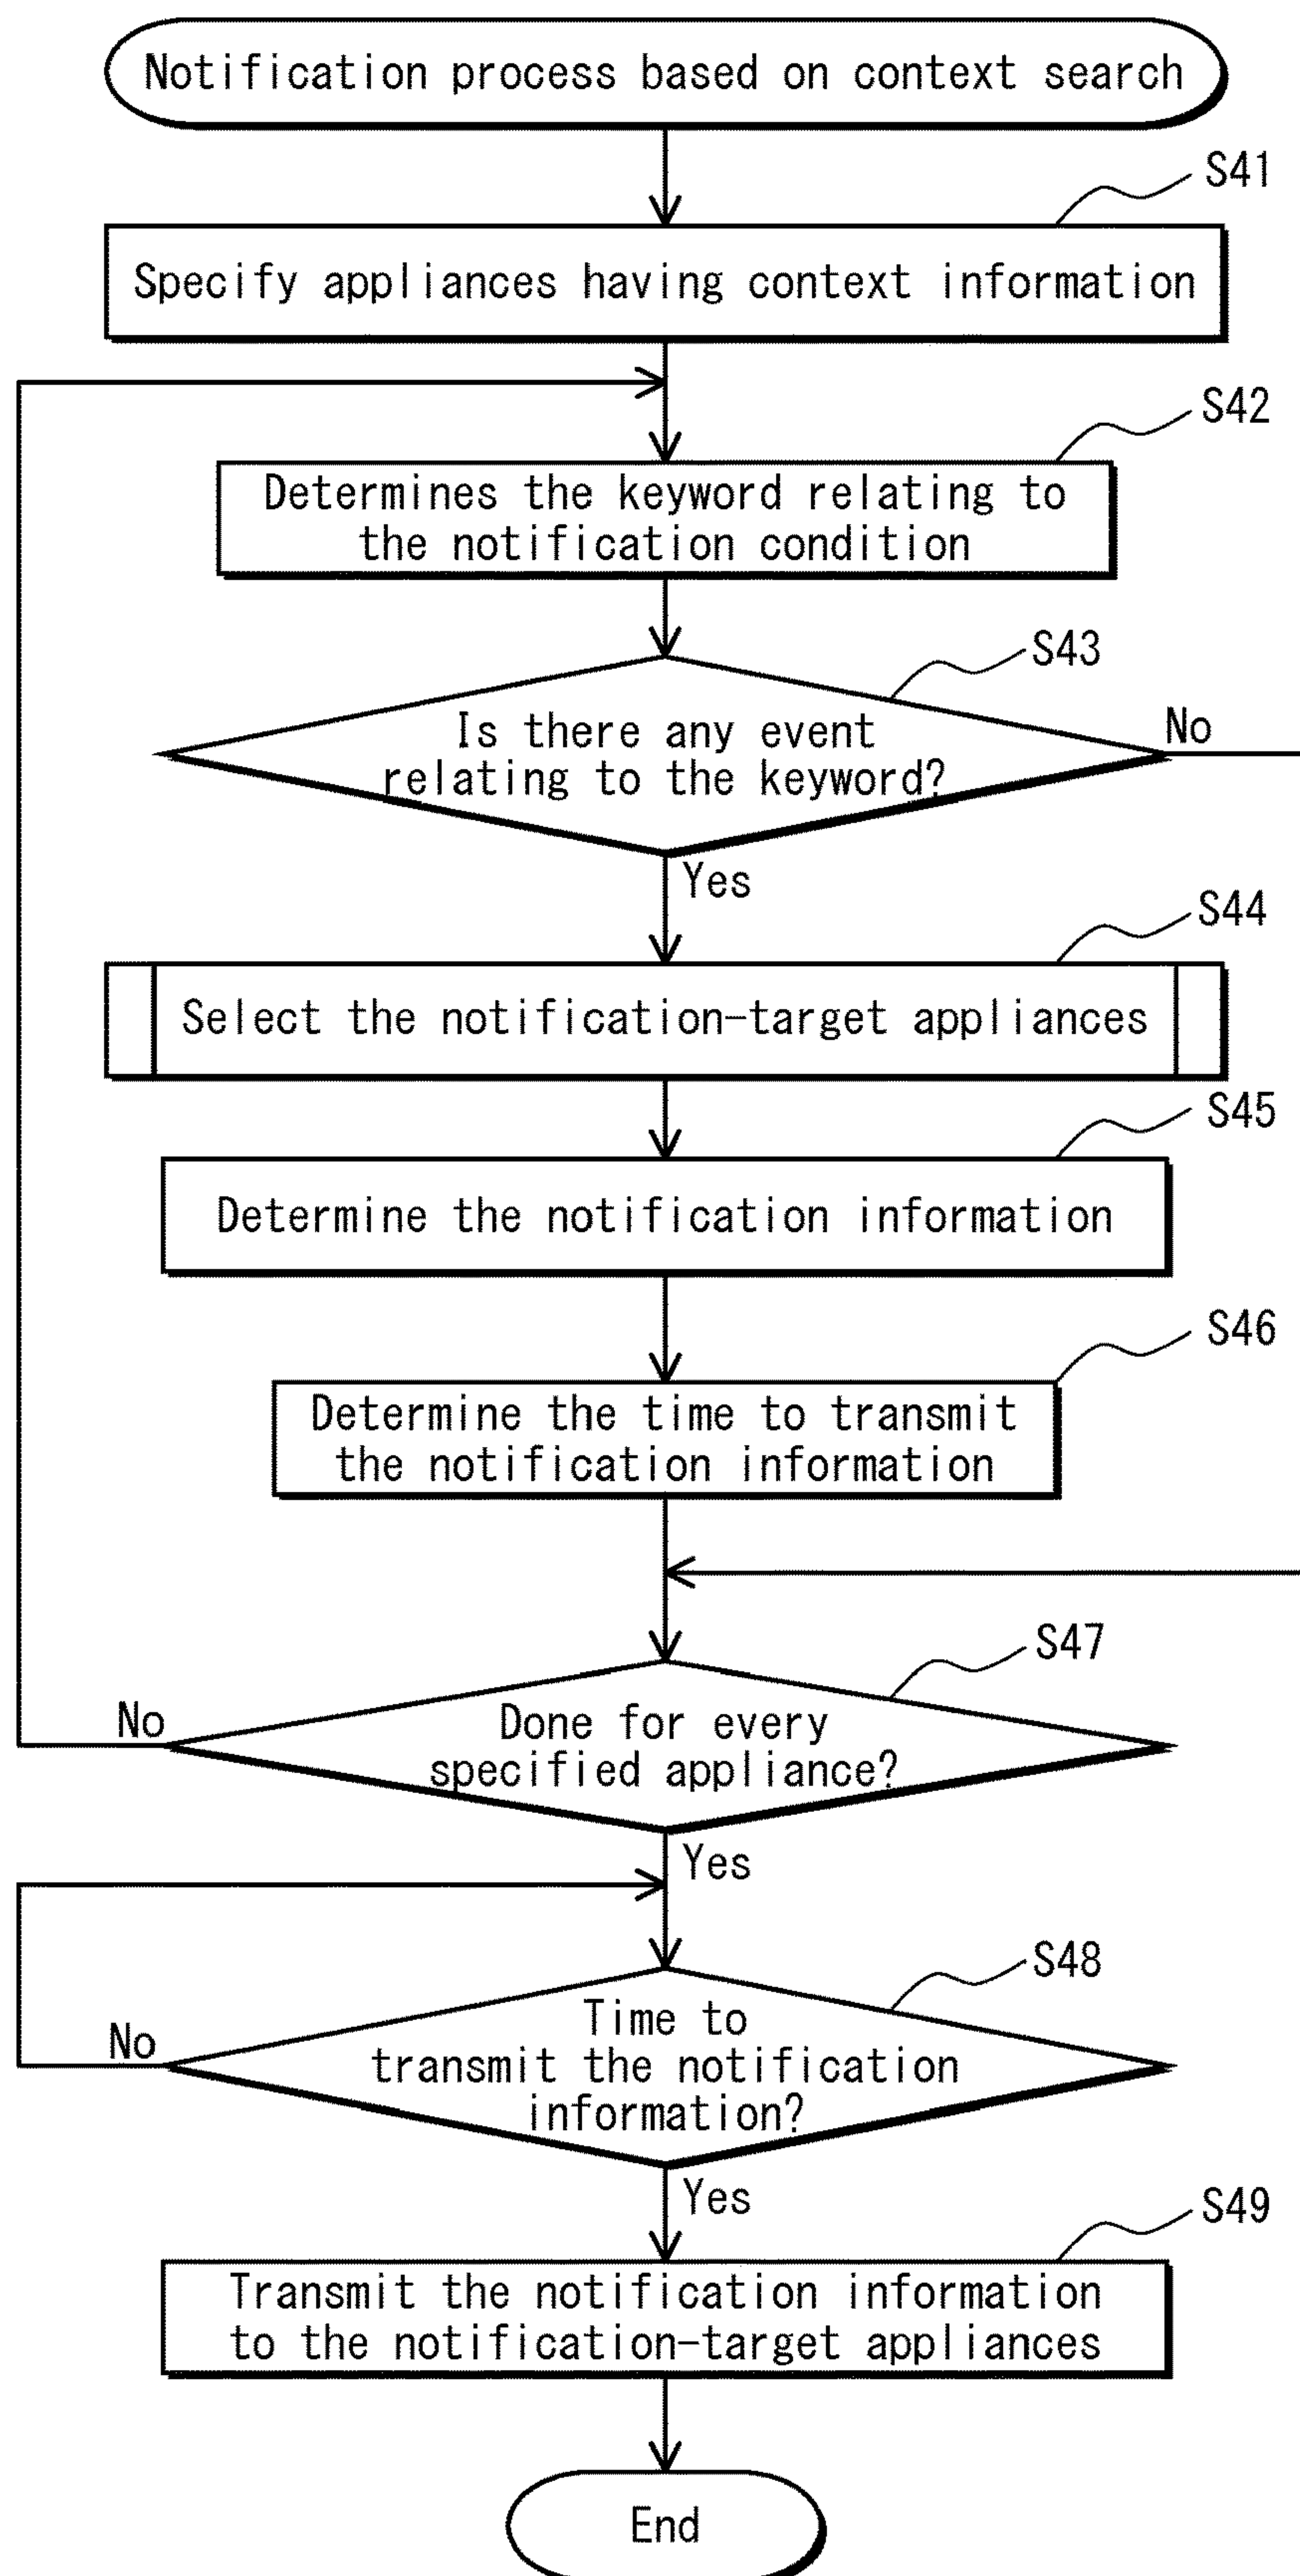 Notification process based on context search
S41
Specify appliances having context information
S42
Determines the keyword relating to
the notification condition
S43
Is there any event
relating to the keyword?
No
Yes
S44
Select the notification-target appliances
S45
Determine the notification information
S46
Determine the time to transmit
the notification information
S47
Done for every
specified appliance?
No
Yes
S48
Time to
transmit the notification
information?
No
Yes
S49
Transmit the notification information
to the notification-target appliances
End